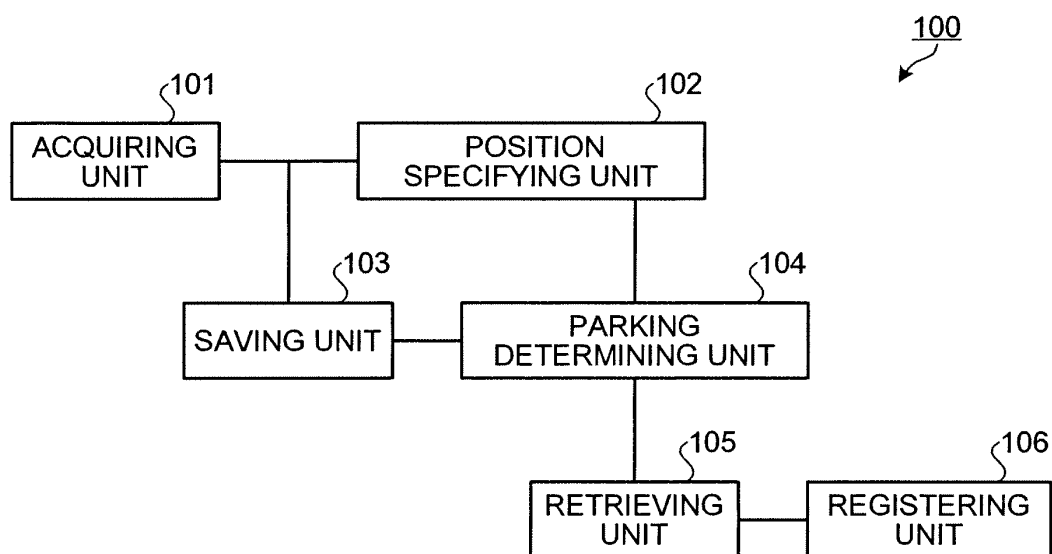 100
101
102
ACQUIRING
UNIT
POSITION
SPECIFYING UNIT
103
104
SAVING UNIT
PARKING
DETERMINING UNIT
105
106
RETRIEVING
UNIT
REGISTERING
UNIT